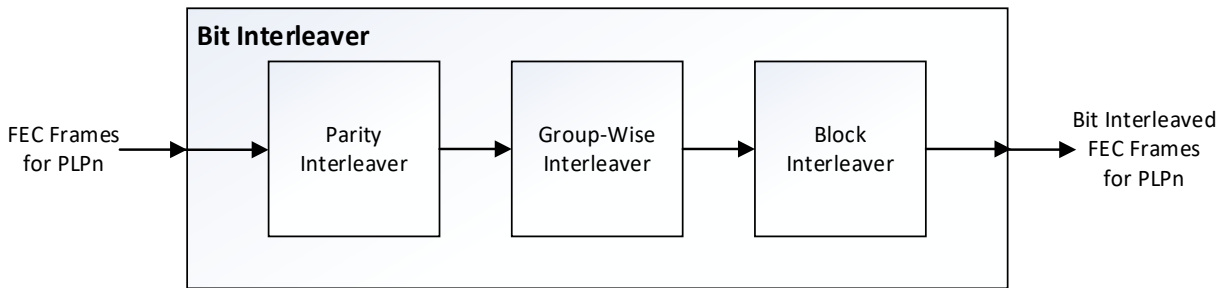 Bit Interleaver
FEC Frames
for PLPn
Parity
Interleaver
Group-Wise
Interleaver
Block
Interleaver
Bit Interleaved
FEC Frames
for PLPn